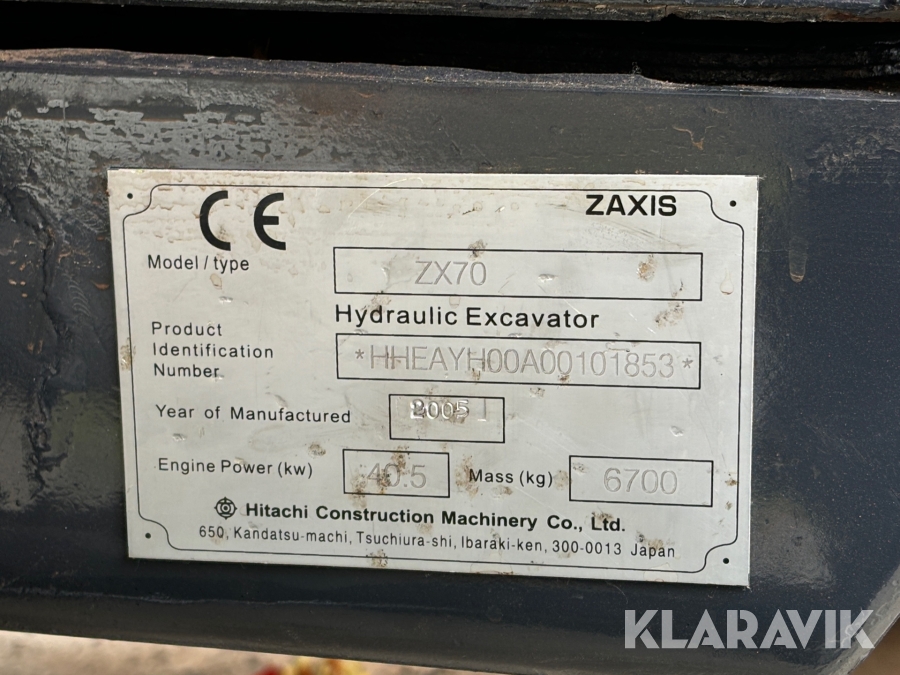 CE
ZAXIS
Model / type
ZX70
Hydraulic Excavator
Product
Identification
Number
*HHEAYH00A00101853*
Year of Manufactured
2005
Engine Power (kw)
40.5
Mass (kg)
6700
Hitachi Construction Machinery Co., Ltd.
650, Kandatsu-machi, Tsuchiura-shi, Ibaraki-ken, 300-0013 Japan
KLARAVIK